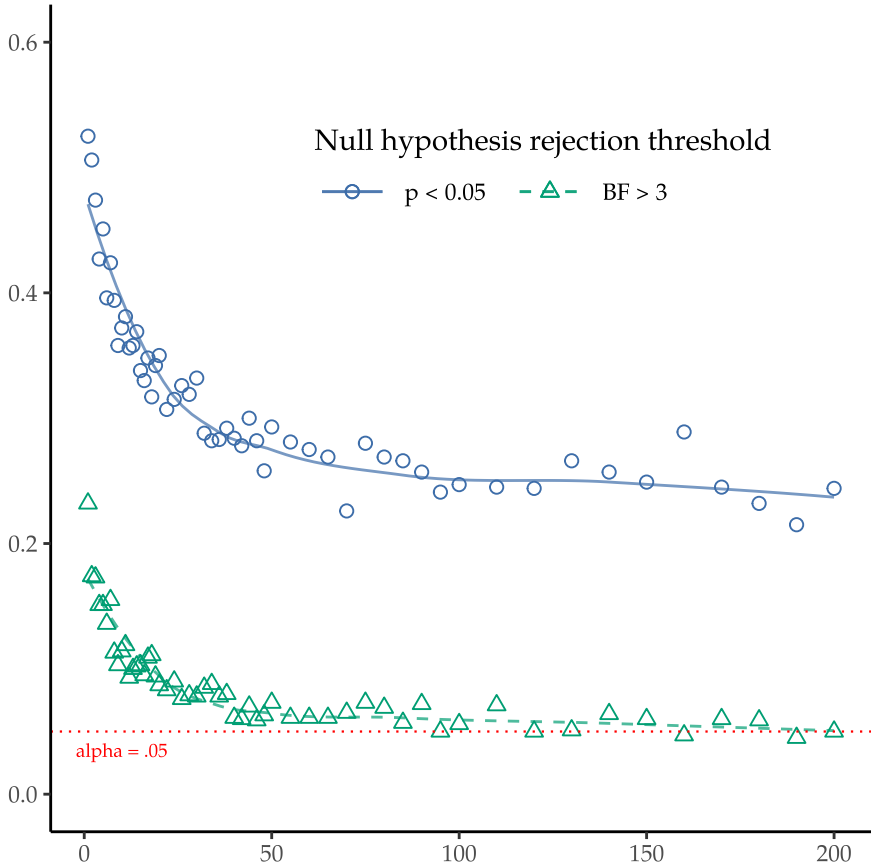 0.6
Null hypothesis rejection threshold
p < 0.05 BF > 3
0.4
0.2
alpha = .05
0.0
0 50 100 150 200